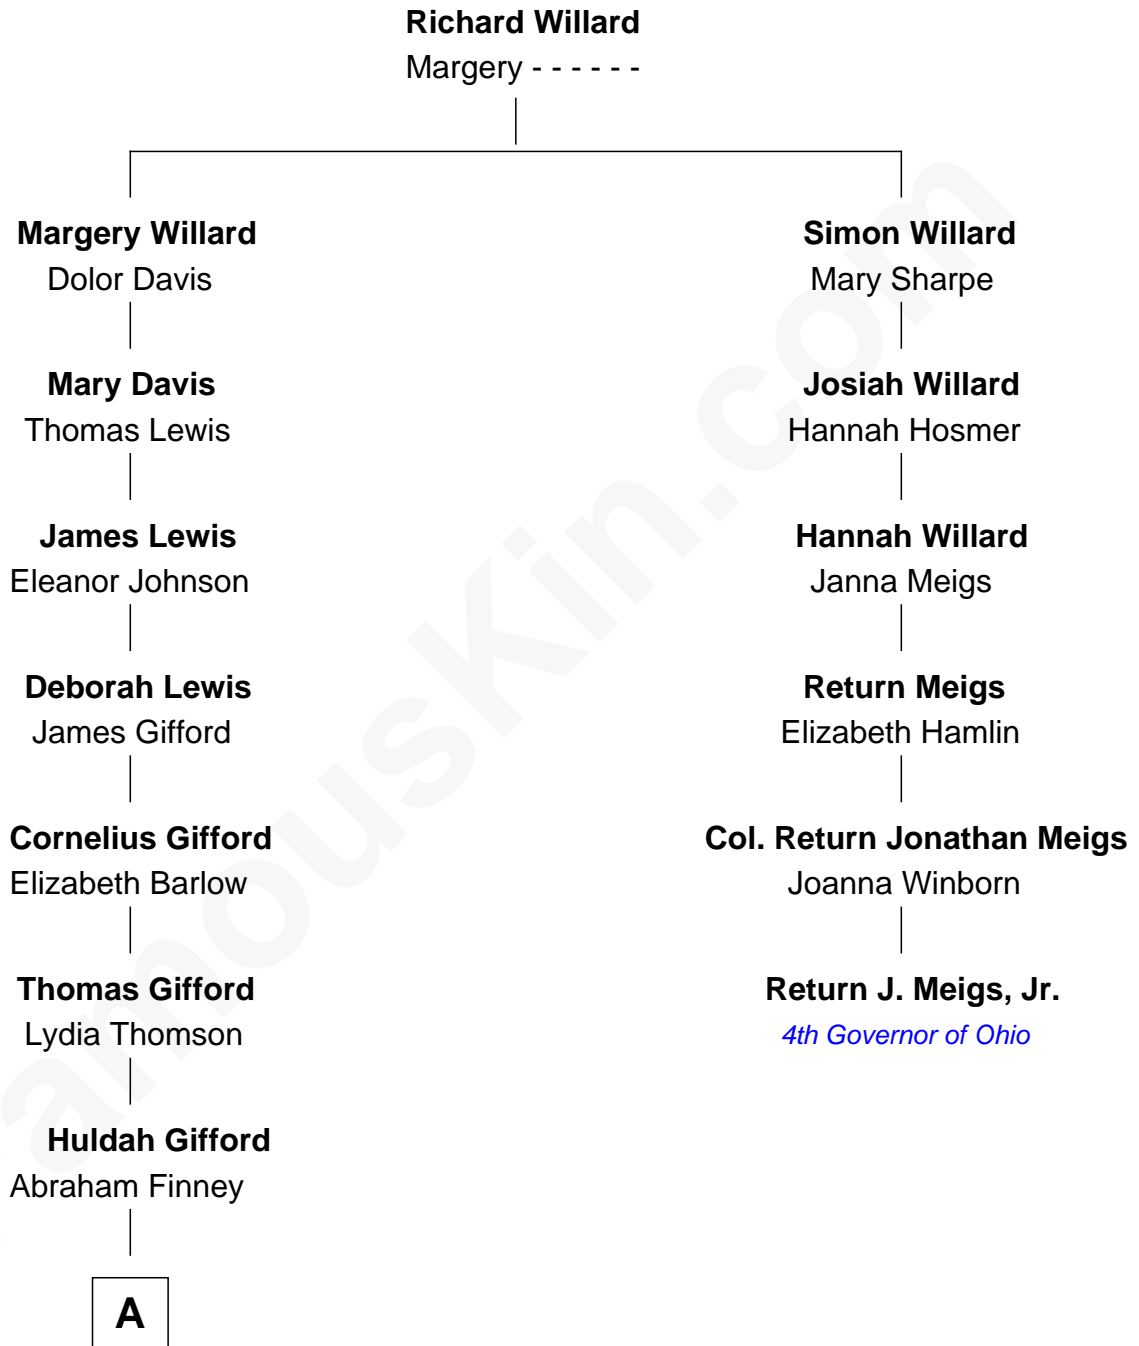 Richard Willard
Margery - - - - - -
Margery Willard
Dolor Davis
Simon Willard
Mary Sharpe
Mary Davis
Thomas Lewis
Josiah Willard
Hannah Hosmer
James Lewis
Eleanor Johnson
Hannah Willard
Janna Meigs
Deborah Lewis
James Gifford
Return Meigs
Elizabeth Hamlin
Cornelius Gifford
Elizabeth Barlow
Col. Return Jonathan Meigs
Joanna Winborn
Thomas Gifford
Lydia Thomson
Return J. Meigs, Jr.
4th Governor of Ohio
Huldah Gifford
Abraham Finney
A
amouskin.com